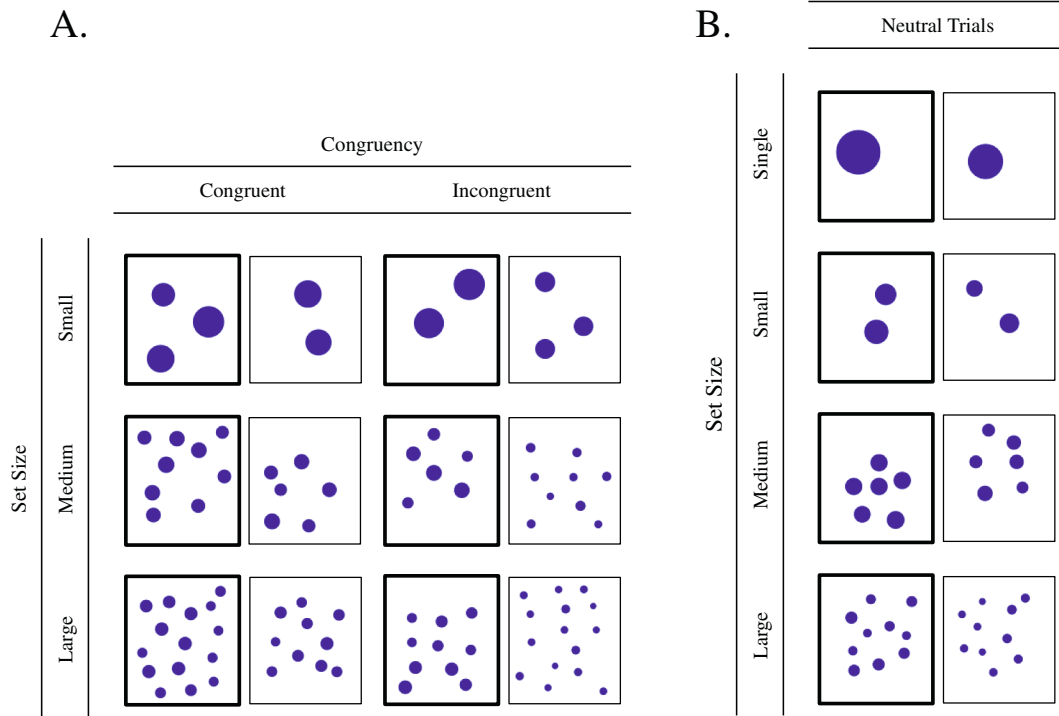 A.
Congruency
Congruent
Incongruent
Set Size
Small
Medium
Large
B.
Neutral Trials
Set Size
Single
Small
Medium
Large